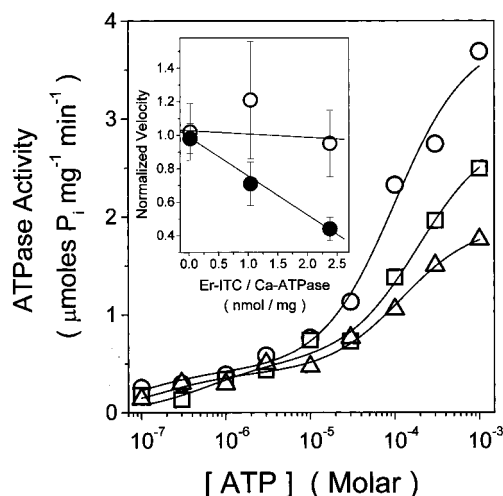 ATPase Activity
( μmoles Pi mg-1 min-1 )
4
3
2
1
0
Normalized Velocity
1.4
1.2
1.0
0.8
0.6
0.4
0.0 0.5 1.0 1.5 2.0 2.5
Er-ITC / Ca-ATPase
( nmol / mg )
10-7 10-6 10-5 10-4 10-3
[ ATP ] ( Molar )